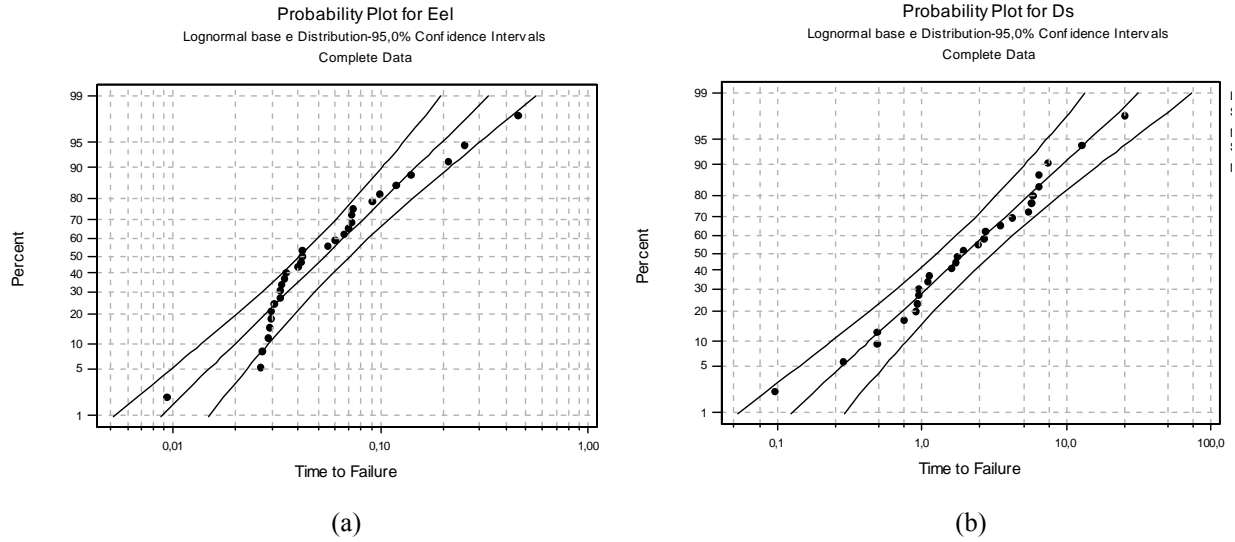 Probability Plot for Eel
Lognormal base e Distribution-95,0% Confidence Intervals
Complete Data
99
95
90
80
70
60
50
40
30
20
10
5
1
Percent
0,01
0,10
1,00
Time to Failure
(a)
Probability Plot for Ds
Lognormal base e Distribution-95,0% Confidence Intervals
Complete Data
99
95
90
80
70
60
50
40
30
20
10
5
1
Percent
0,1
1,0
10,0
100,0
Time to Failure
(b)